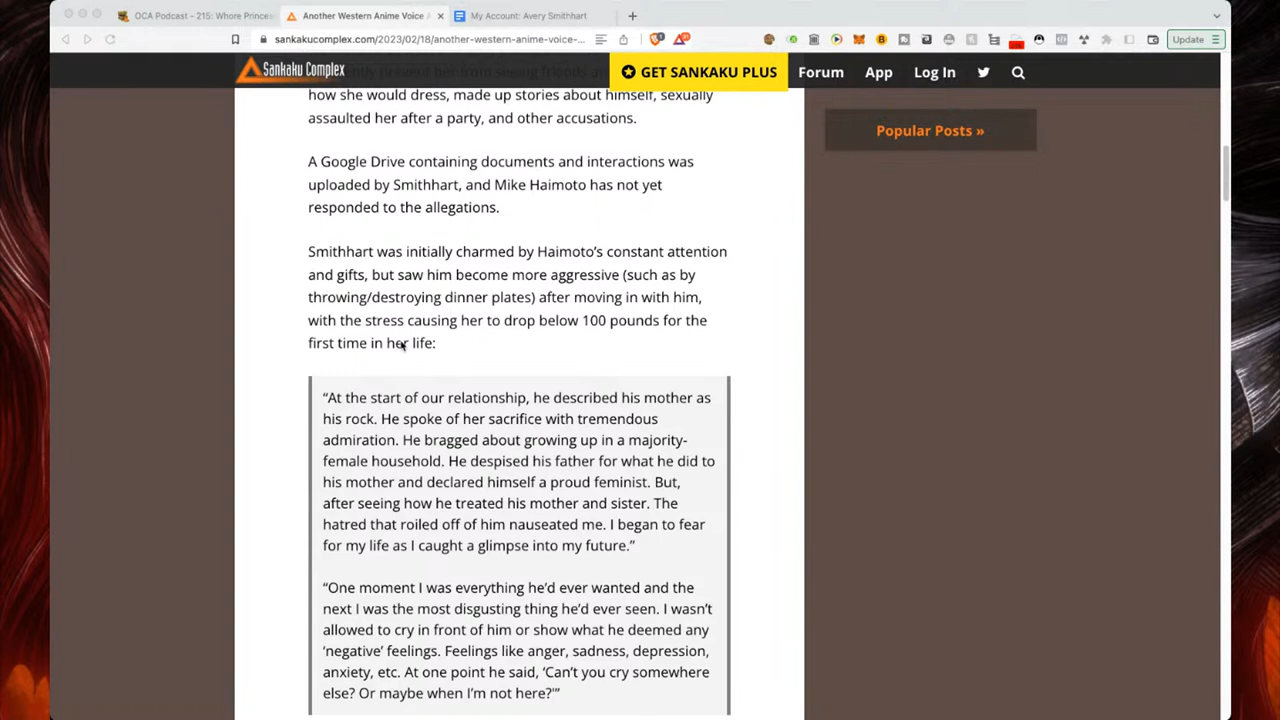 OCA Podcast - 215: Whore Princes
Another Western Anime Voice A
My Account: Avery Smithhart
sankakucomplex.com/2023/02/18/another-western-anime-voice-...
Update
Sankaku Complex
GET SANKAKU PLUS
Forum
App
Log In
Popular Posts »
how she would dress, made up stories about himself, sexually
assaulted her after a party, and other accusations.
A Google Drive containing documents and interactions was
uploaded by Smithhart, and Mike Haimoto has not yet
responded to the allegations.
Smithhart was initially charmed by Haimoto’s constant attention
and gifts, but saw him become more aggressive (such as by
throwing/destroying dinner plates) after moving in with him,
with the stress causing her to drop below 100 pounds for the
first time in her life:
“At the start of our relationship, he described his mother as
his rock. He spoke of her sacrifice with tremendous
admiration. He bragged about growing up in a majority-
female household. He despised his father for what he did to
his mother and declared himself a proud feminist. But,
after seeing how he treated his mother and sister. The
hatred that roiled off of him nauseated me. I began to fear
for my life as I caught a glimpse into my future.”
“One moment I was everything he’d ever wanted and the
next I was the most disgusting thing he’d ever seen. I wasn’t
allowed to cry in front of him or show what he deemed any
‘negative’ feelings. Feelings like anger, sadness, depression,
anxiety, etc. At one point he said, ‘Can’t you cry somewhere
else? Or maybe when I’m not here?’”